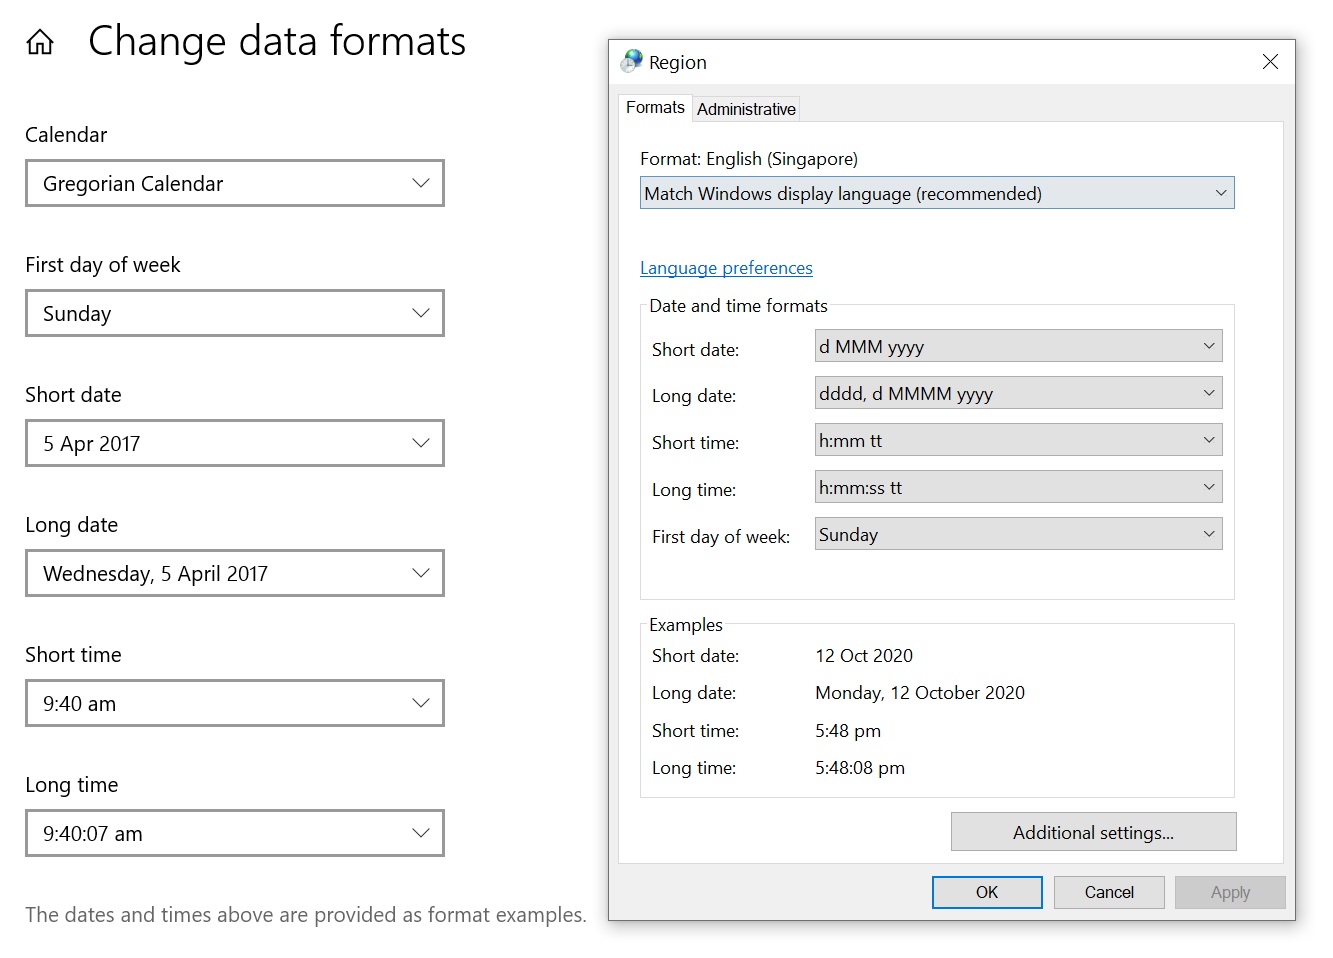 Change data formats
Calendar
Gregorian Calendar
First day of week
Sunday
Short date
5 Apr 2017
Long date
Wednesday, 5 April 2017
Short time
9:40 am
Long time
9:40:07 am
The dates and times above are provided as format examples.
Region
Formats Administrative
Format: English (Singapore)
Match Windows display language (recommended)
Language preferences
Date and time formats
Short date: d MMM yyyy
Long date: dddd, d MMMM yyyy
Short time: h:mm tt
Long time: h:mm:ss tt
First day of week: Sunday
Examples
Short date: 12 Oct 2020
Long date: Monday, 12 October 2020
Short time: 5:48 pm
Long time: 5:48:08 pm
Additional settings...
OK Cancel Apply